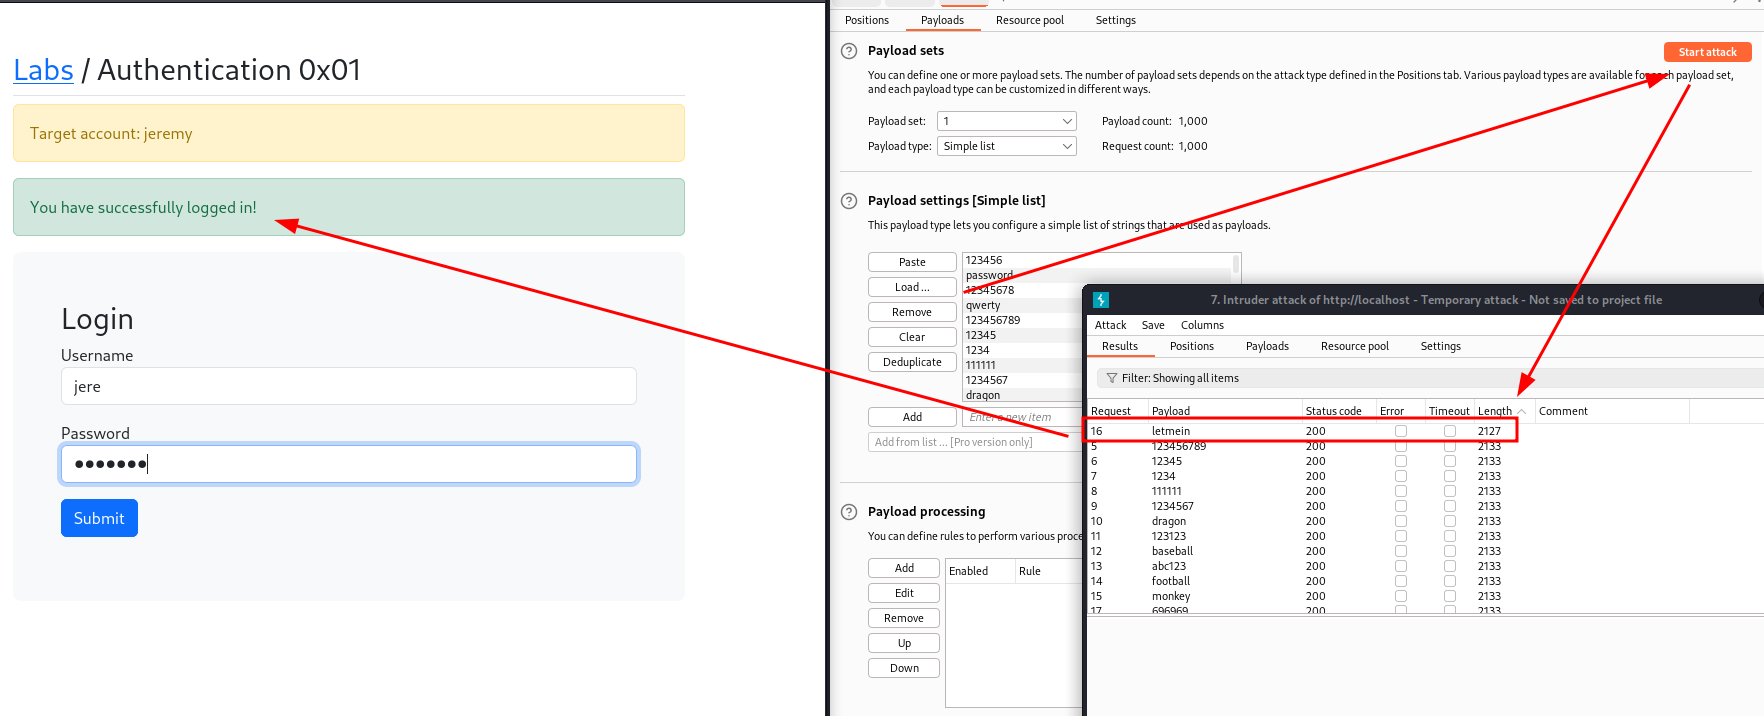 Labs / Authentication 0x01
Target account: jeremy
You have successfully logged in!
Login
Username
jere
Password
Submit
Positions Payloads Resource pool Settings
Payload sets
Start attack
You can define one or more payload sets. The number of payload sets depends on the attack type defined in the Positions tab. Various payload types are available for each payload set,
and each payload type can be customized in different ways.
Payload set: 1 Payload count: 1,000
Payload type: Simple list Request count: 1,000
Payload settings [Simple list]
This payload type lets you configure a simple list of strings that are used as payloads.
Paste
Load ...
Remove
Clear
Deduplicate
123456
password
12345678
qwerty
123456789
12345
1234
111111
1234567
dragon
Add Enter a new item
Add from list ... [Pro version only]
Payload processing
You can define rules to perform various proce
Add
Edit
Remove
Up
Down
Enabled Rule
7. Intruder attack of http://localhost - Temporary attack - Not saved to project file
Attack Save Columns
Results Positions Payloads Resource pool Settings
Filter: Showing all items
Request Payload Status code Error Timeout Length Comment
16 letmein 200 2127
5 123456789 200 2133
6 12345 200 2133
7 1234 200 2133
8 111111 200 2133
9 1234567 200 2133
10 dragon 200 2133
11 123123 200 2133
12 baseball 200 2133
13 abc123 200 2133
14 football 200 2133
15 monkey 200 2133
17 696969 200 2133